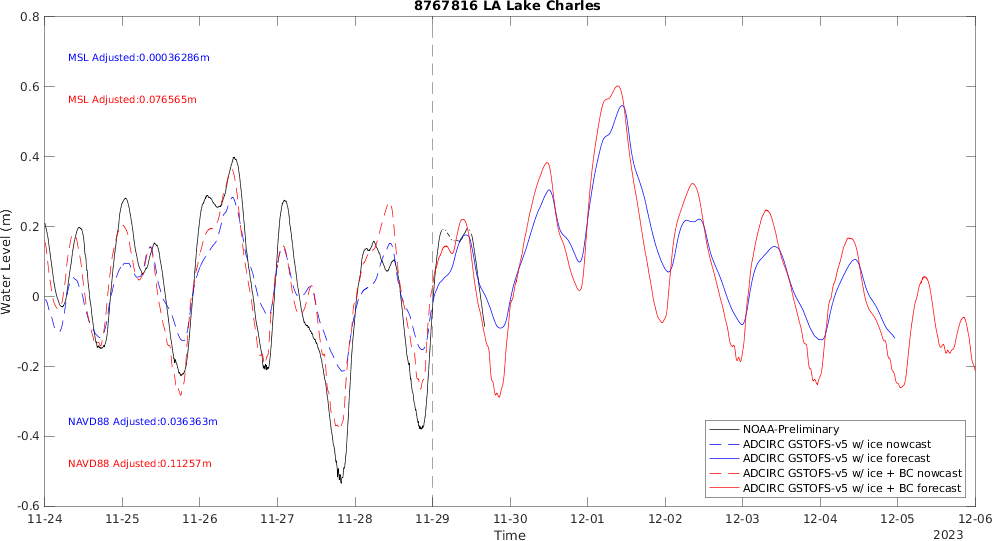 8767816 LA Lake Charles
0.8
0.6
0.4
0.2
0
-0.2
-0.4
-0.6
Water Level (m)
MSL Adjusted:0.00036286m
MSL Adjusted:0.076565m
NAVD88 Adjusted:0.036363m
NAVD88 Adjusted:0.11257m
NOAA-Preliminary
ADCIRC GSTOFS-v5 w/ ice nowcast
ADCIRC GSTOFS-v5 w/ ice forecast
ADCIRC GSTOFS-v5 w/ ice + BC nowcast
ADCIRC GSTOFS-v5 w/ ice + BC forecast
11-24 11-25 11-26 11-27 11-28 11-29 11-30 12-01 12-02 12-03 12-04 12-05 12-06
Time
2023